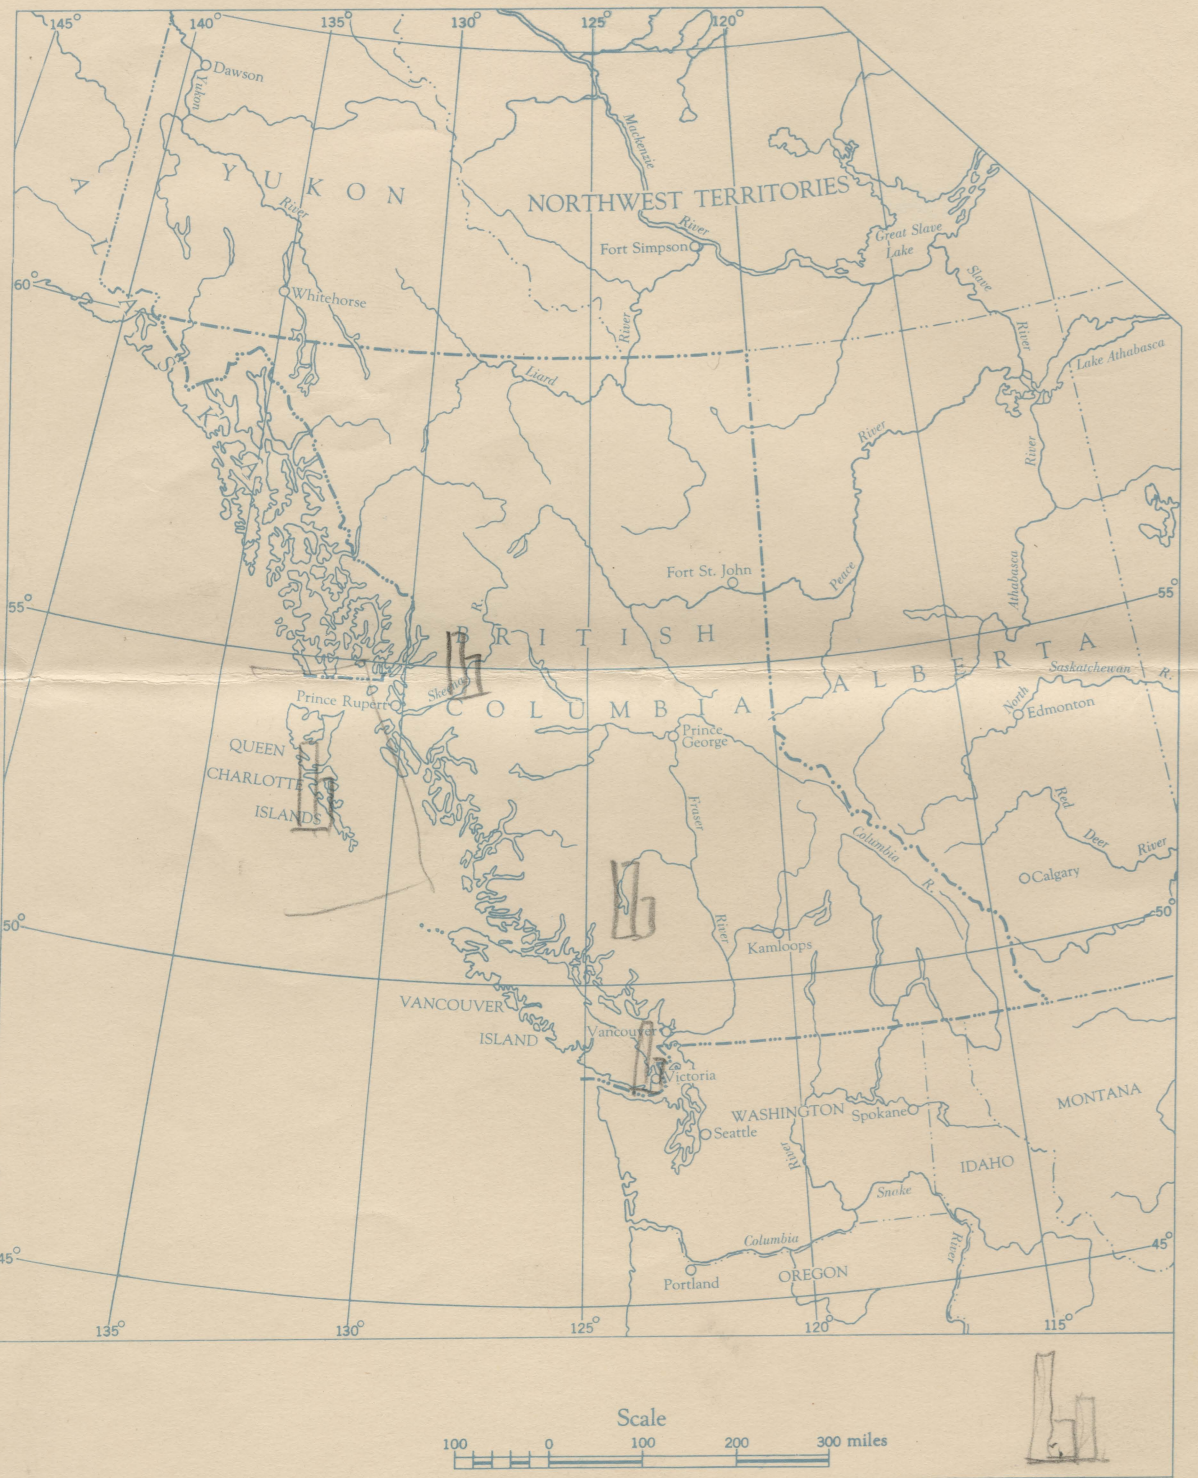 145° 140° 135° 130° 125° 120°
Dawson
Yukon
Mackenzie
YUKON
River
NORTHWEST TERRITORIES
River
Great Slave
Lake
Fort Simpson
Slave
60°
Whitehorse
River
River
Lake Athabasca
ALASKA
Liard
River
River
Fort St. John
Peace
Athabasca
55° 55°
R.
BRITISH
ALBERTA
Saskatchewan R.
North
Skeena
Prince Rupert
COLUMBIA
Edmonton
Prince
George
QUEEN
CHARLOTTE
ISLANDS
Fraser
Red
Deer
River
Columbia
R.
Calgary
50° 50°
River
Kamloops
VANCOUVER
ISLAND
Vancouver
Victoria
MONTANA
WASHINGTON
Spokane
Seattle
River
IDAHO
Snoke
Columbia
River
45° 45°
OREGON
Portland
135° 130° 125° 120° 115°
Scale
100 0 100 200 300 miles